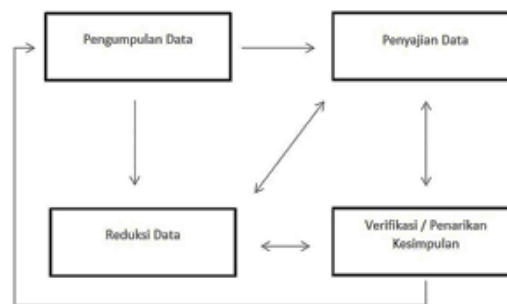 Pengumpulan Data
Penyajian Data
Reduksi Data
Verifikasi / Penarikan
Kesimpulan